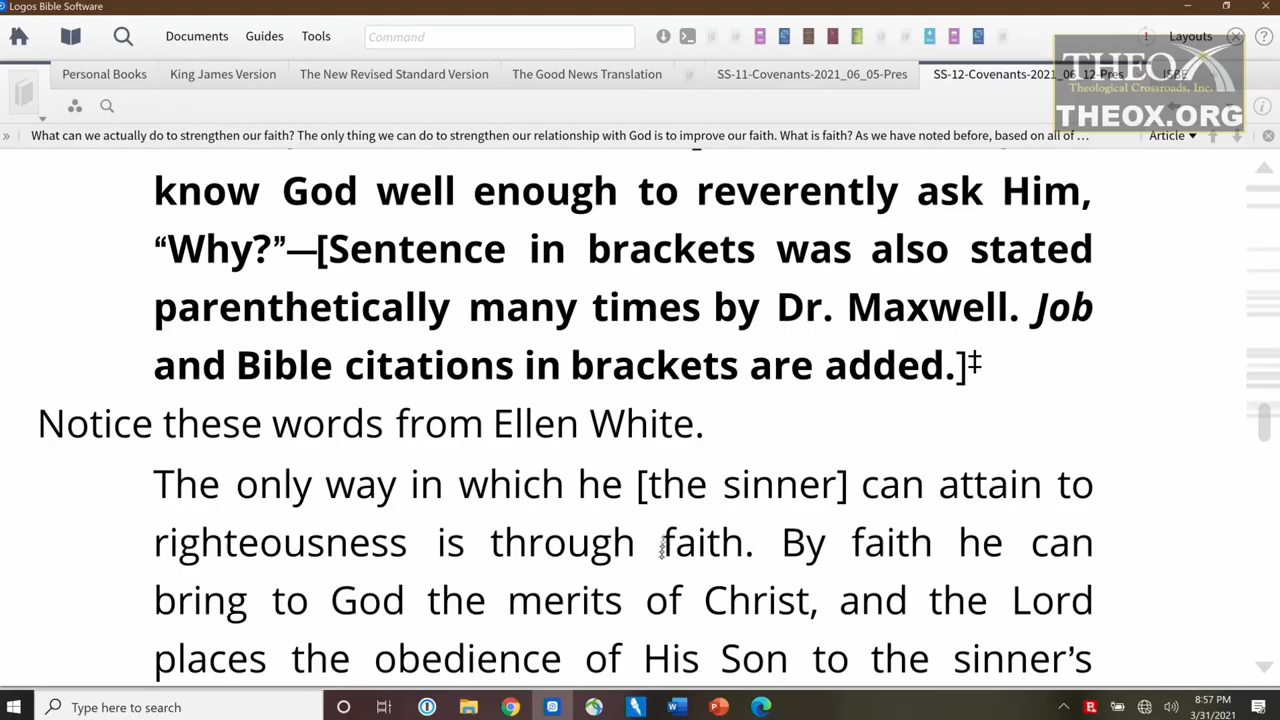 Logos Bible Software
Documents Guides Tools Command Layouts
THEOX
Theological Crossroads, Inc.
THEOX.ORG
Personal Books King James Version The New Revised Standard Version The Good News Translation SS-11-Covenants-2021_06_05-Pres SS-12-Covenants-2021_06_12-Pres ISBE
» What can we actually do to strengthen our faith? The only thing we can do to strengthen our relationship with God is to improve our faith. What is faith? As we have noted before, based on all of … Article
know God well enough to reverently ask Him,
“Why?”—[Sentence in brackets was also stated
parenthetically many times by Dr. Maxwell. Job
and Bible citations in brackets are added.]‡
Notice these words from Ellen White.
The only way in which he [the sinner] can attain to
righteousness is through faith. By faith he can
bring to God the merits of Christ, and the Lord
places the obedience of His Son to the sinner’s
Type here to search
8:57 PM
3/31/2021